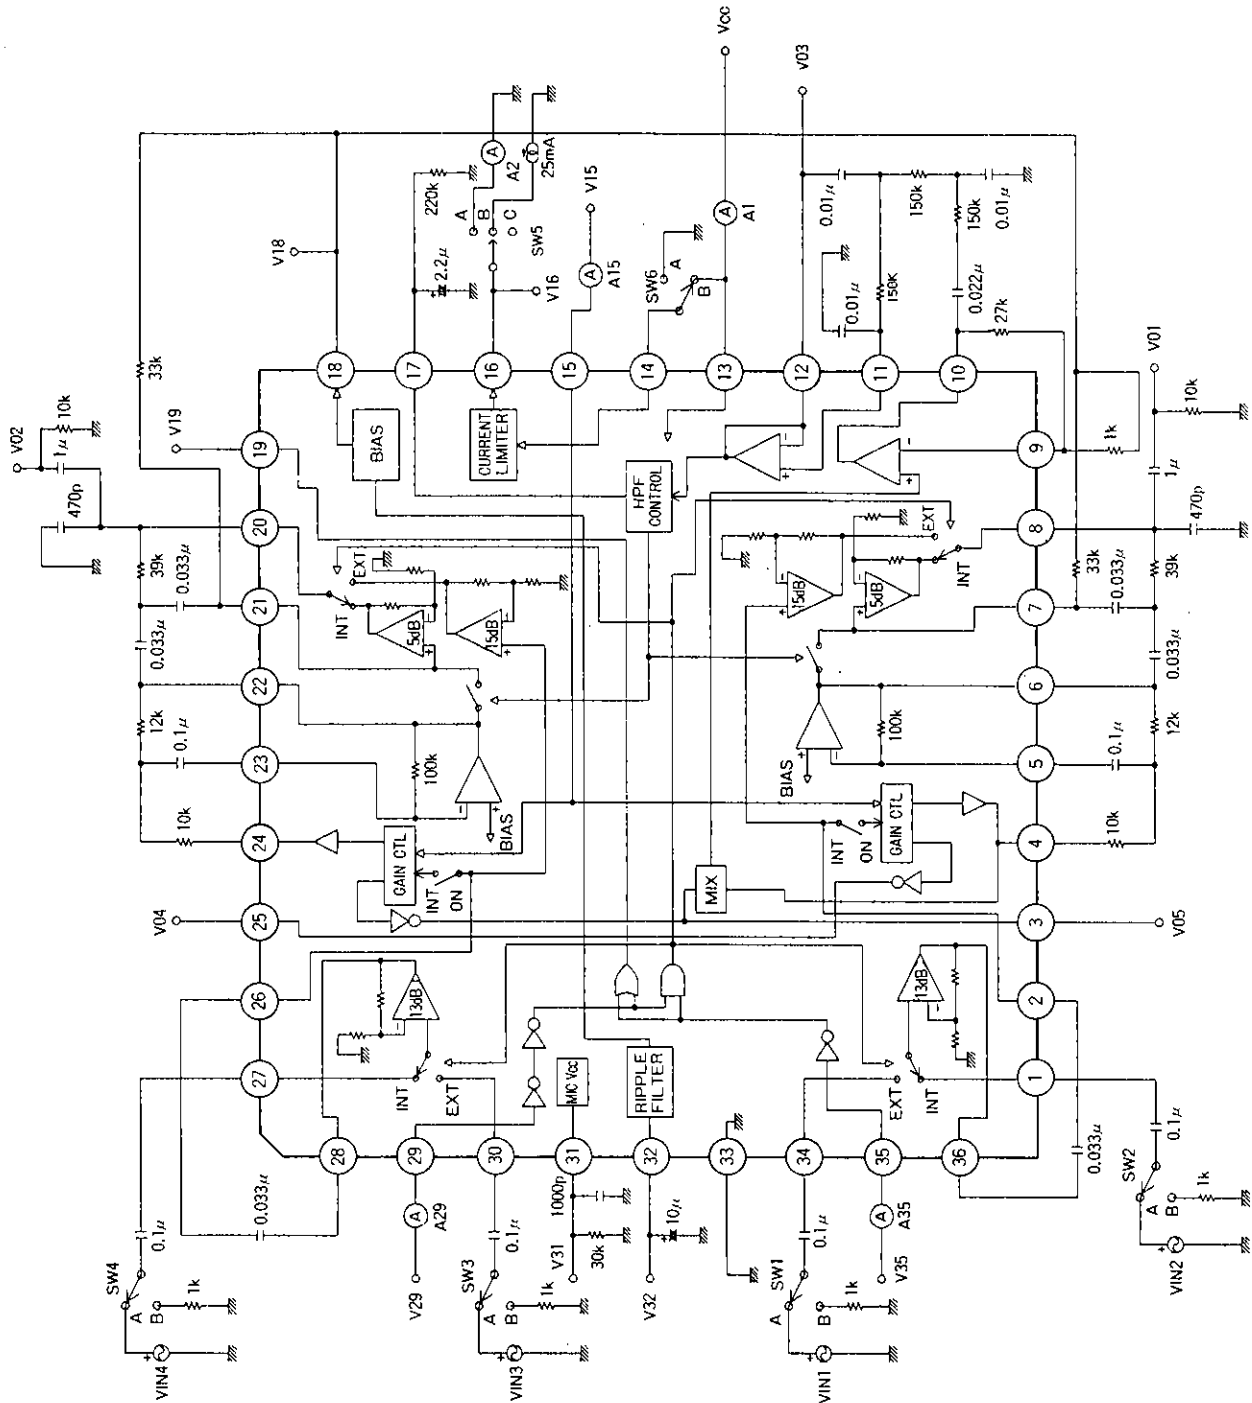 V02
10k
1μ
470p
V19
33k
V18
220k
2.2μ
A
B
C
SW5
A
A2
25mA
V16
V15
A
A15
SW6
A
B
Vcc
A
A1
V03
0.01μ
0.01μ
150K
150k
150k
0.01μ
0.022μ
27k
V01
10k
1k
1μ
470p
33k
0.033μ
39k
0.033μ
12k
0.1μ
10k
V05
39k
0.033μ
0.033μ
12k
0.1μ
10k
V04
18
17
16
15
14
13
12
11
10
19
20
21
22
23
24
25
26
27
9
8
7
6
5
4
3
2
1
28
29
30
31
32
33
34
35
36
BIAS
CURRENT
LIMITER
HPF
CONTROL
EXT
INT
5dB
15dB
+
-
15dB
5dB
EXT
INT
100k
BIAS
100k
BIAS
GAIN CTL
INT
ON
INT
ON
GAIN CTL
MIX
13dB
INT
EXT
MIC Vcc
RIPPLE
FILTER
13dB
EXT
INT
0.033μ
0.1μ
SW4
A
B
1k
VIN4
A
A29
V29
0.1μ
SW3
A
B
1k
VIN3
1000p
V31
30k
V32
10μ
0.1μ
SW1
A
B
1k
VIN1
A
A35
V35
0.033μ
0.1μ
SW2
A
B
1k
VIN2